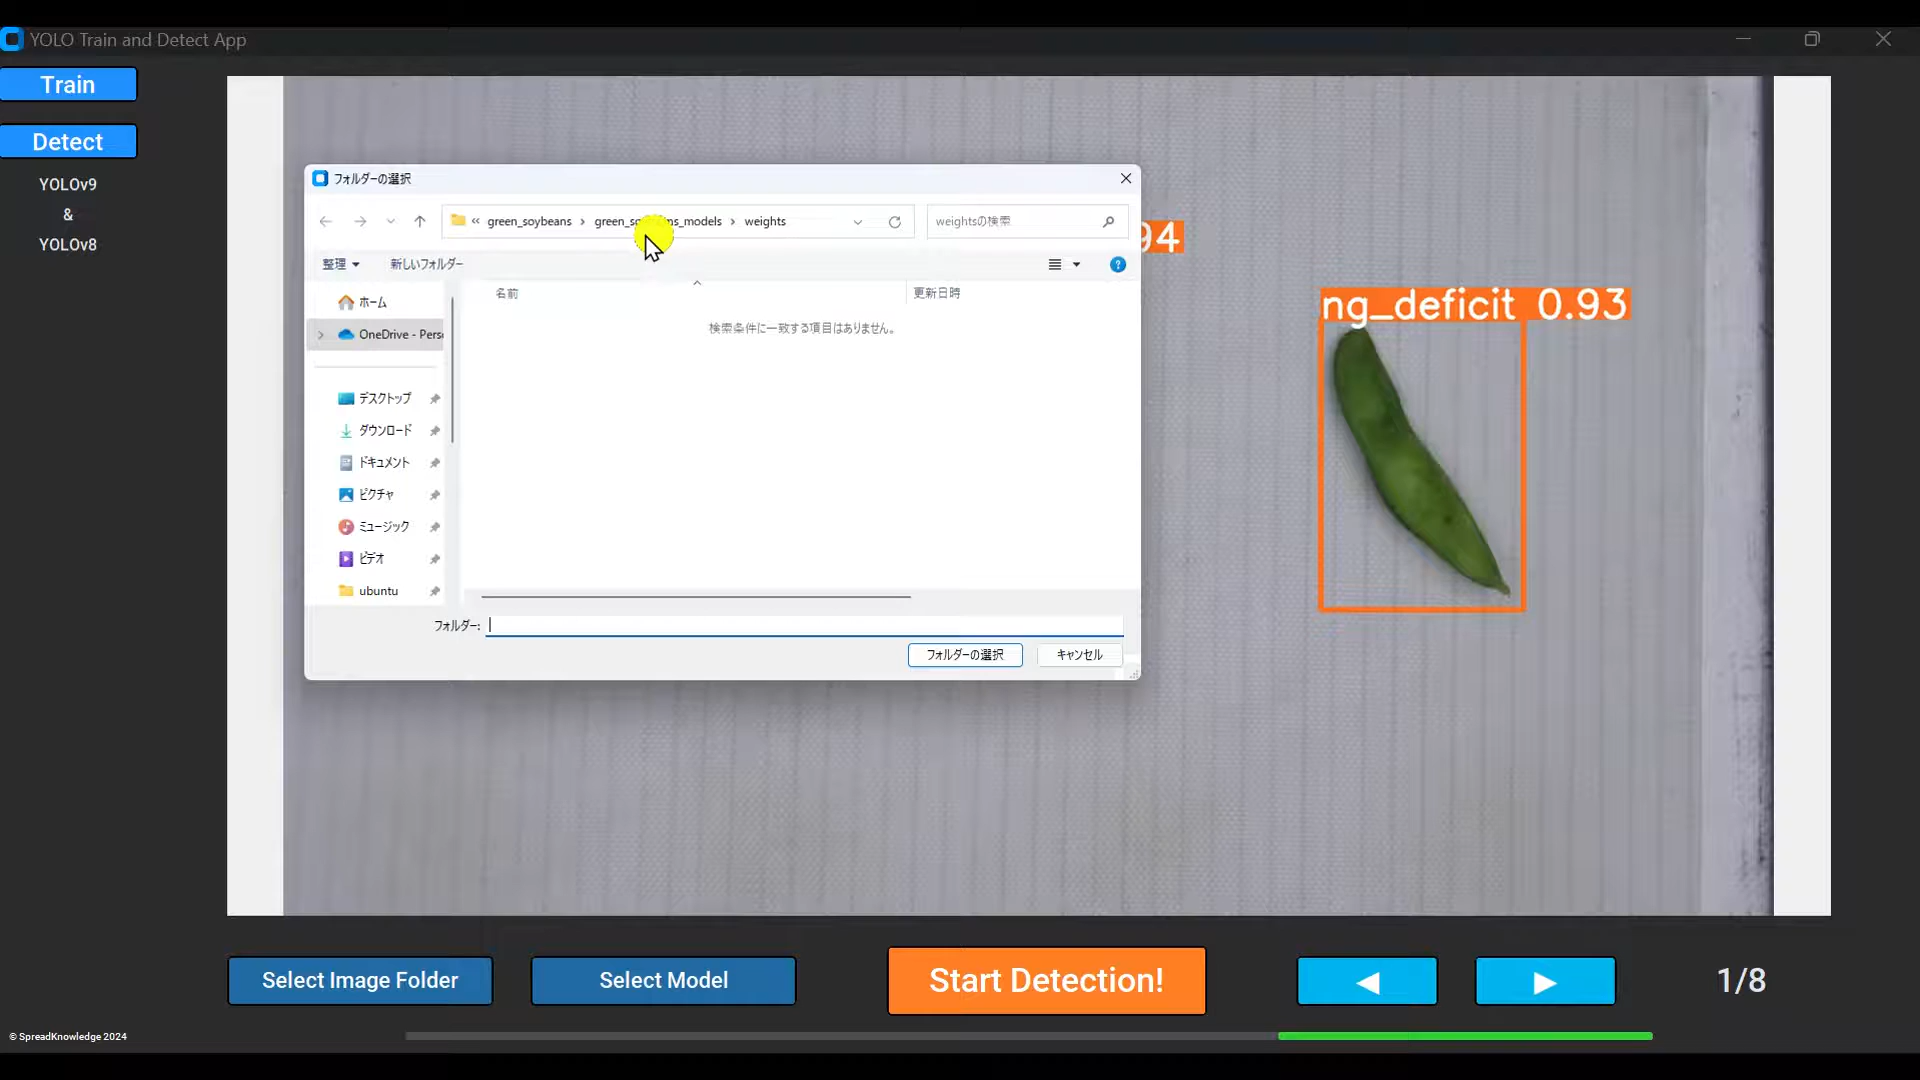 YOLO Train and Detect App
Train
Detect
YOLOv9
&
YOLOv8
フォルダーの選択
« green_soybeans › › weights
weightsの検索
整理
新しいフォルダー
名前
更新日時
検索条件に一致する項目はありません。
ホーム
OneDrive -
デスクトップ
ダウンロード
ドキュメント
ピクチャ
ミュージック
ビデオ
ubuntu
フォルダー:
フォルダーの選択
キャンセル
94
ng_deficit 0.93
Select Image Folder
Select Model
Start Detection!
◀
▶
1/8
© SpreadKnowledge 2024